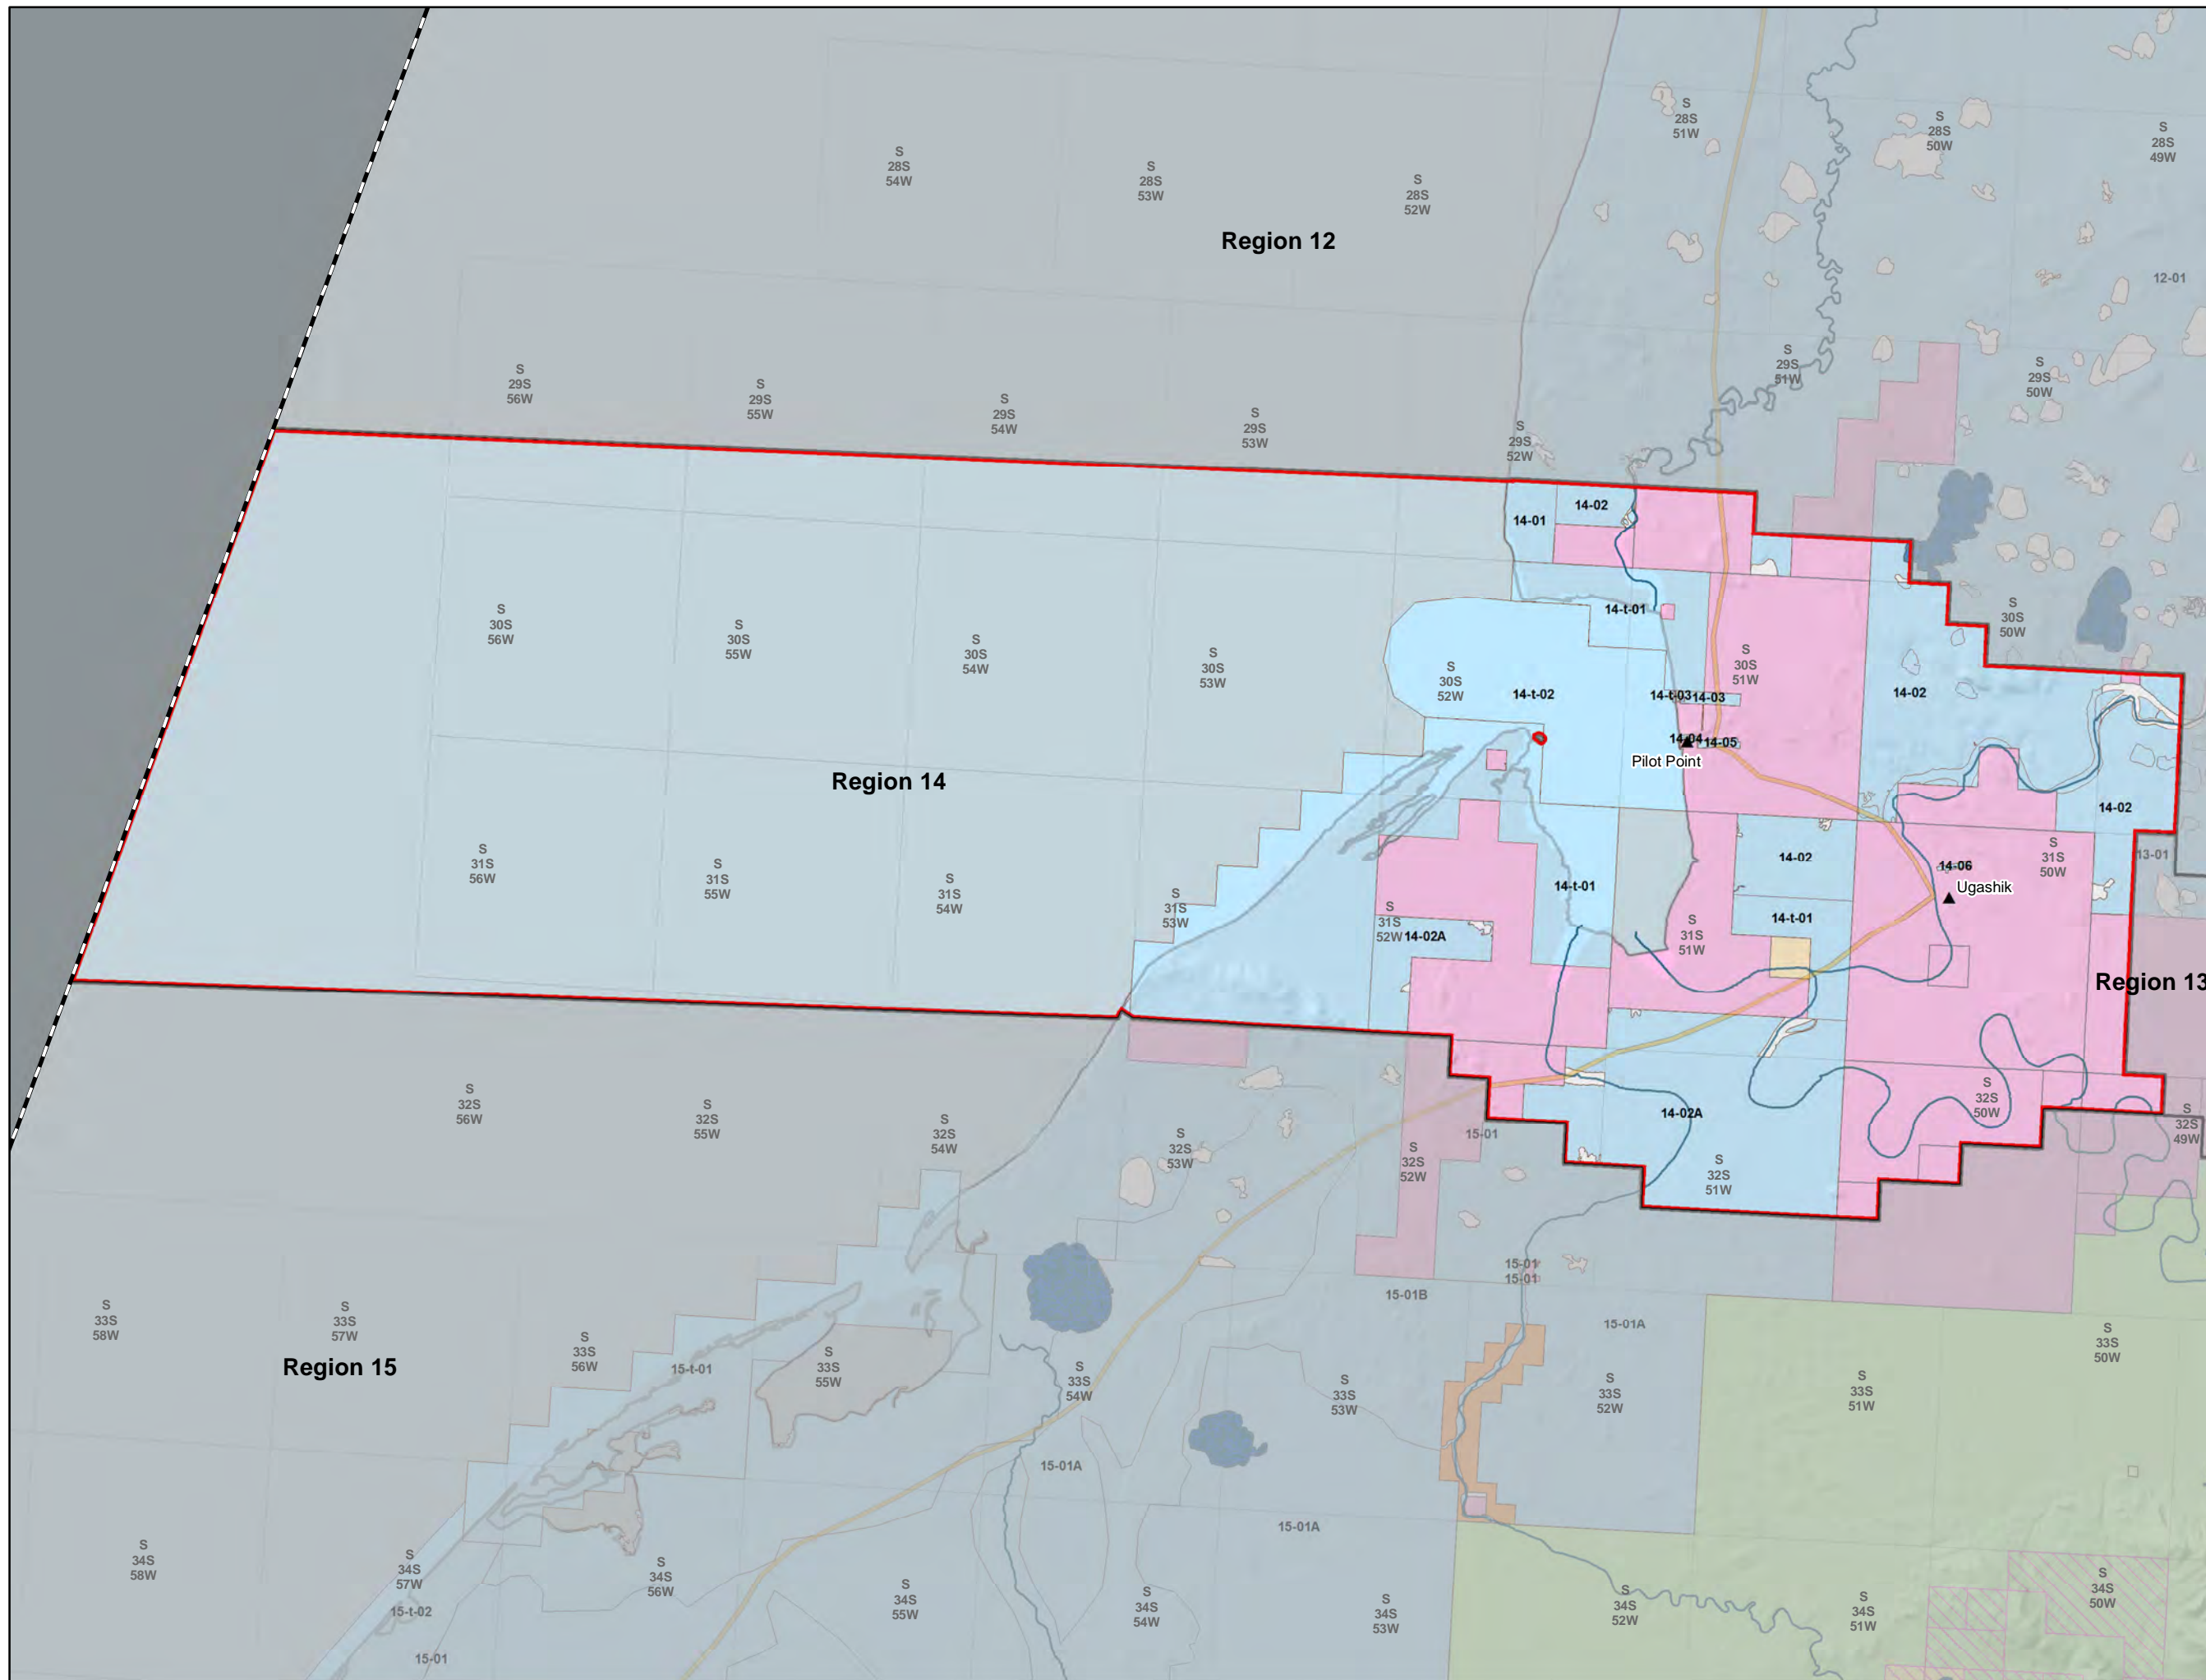 S
28S
51W
S
28S
50W
S
28S
49W
S
28S
54W
S
28S
53W
S
28S
52W
Region 12
12-01
S
29S
56W
S
29S
55W
S
29S
54W
S
29S
53W
S
29S
52W
S
29S
51W
S
29S
50W
14-01
14-02
S
30S
56W
S
30S
55W
S
30S
54W
S
30S
53W
S
30S
52W
14-t-01
14-t-02
S
30S
51W
S
30S
50W
14-02
14-t-03
14-03
14-04
14-05
Pilot Point
Region 14
14-02
S
31S
56W
S
31S
55W
S
31S
54W
S
31S
53W
S
31S
52W
14-02A
14-t-01
14-02
14-t-01
S
31S
51W
14-06
Ugashik
S
31S
50W
13-01
Region 13
S
32S
56W
S
32S
55W
S
32S
54W
S
32S
53W
S
32S
52W
15-01
14-02A
S
32S
51W
S
32S
50W
S
32S
49W
15-01
15-01
15-01B
15-01A
S
33S
58W
S
33S
57W
S
33S
56W
Region 15
15-t-01
S
33S
55W
S
33S
54W
S
33S
53W
S
33S
52W
S
33S
51W
S
33S
50W
15-01A
15-01A
S
34S
58W
S
34S
57W
15-t-02
15-01
S
34S
56W
S
34S
55W
S
34S
54W
S
34S
53W
S
34S
52W
S
34S
51W
S
34S
50W